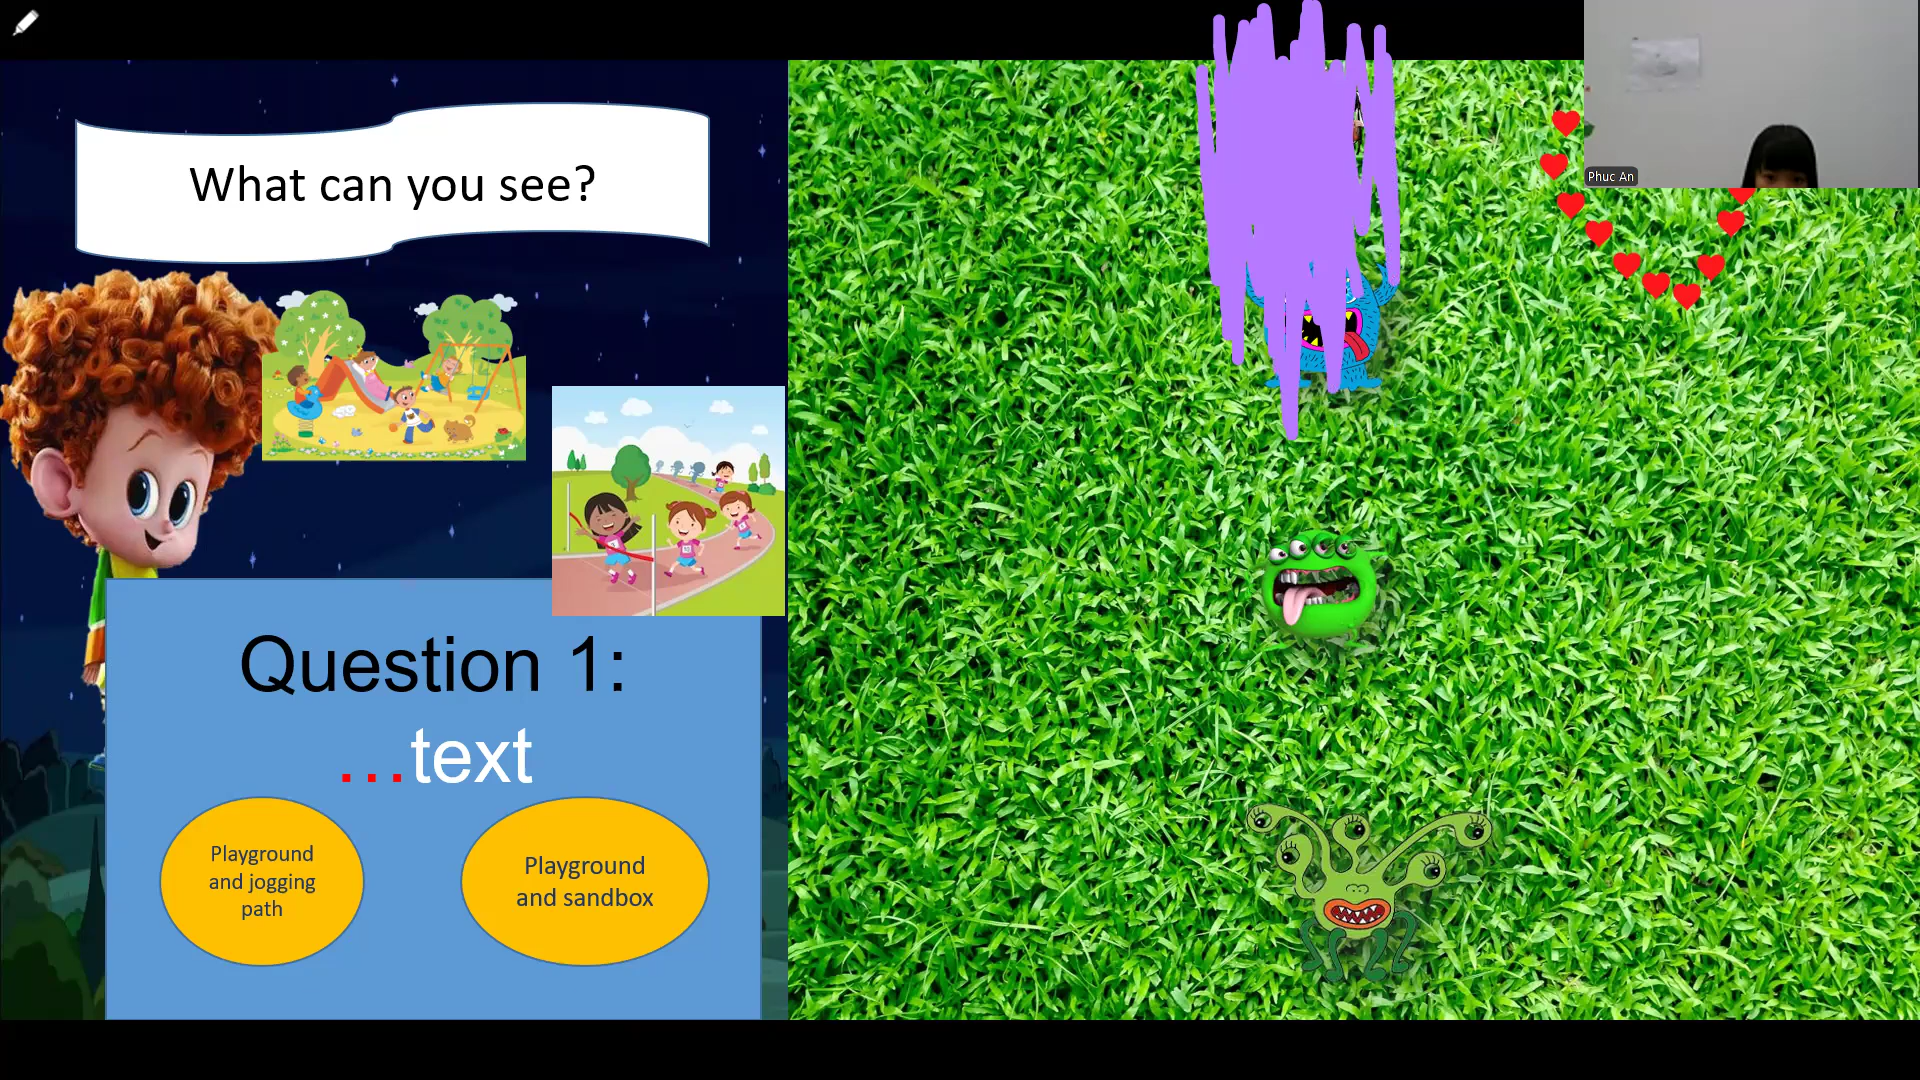 What can you see?
Phuc An
Question 1:
...text
Playground
and jogging
path
Playground
and sandbox